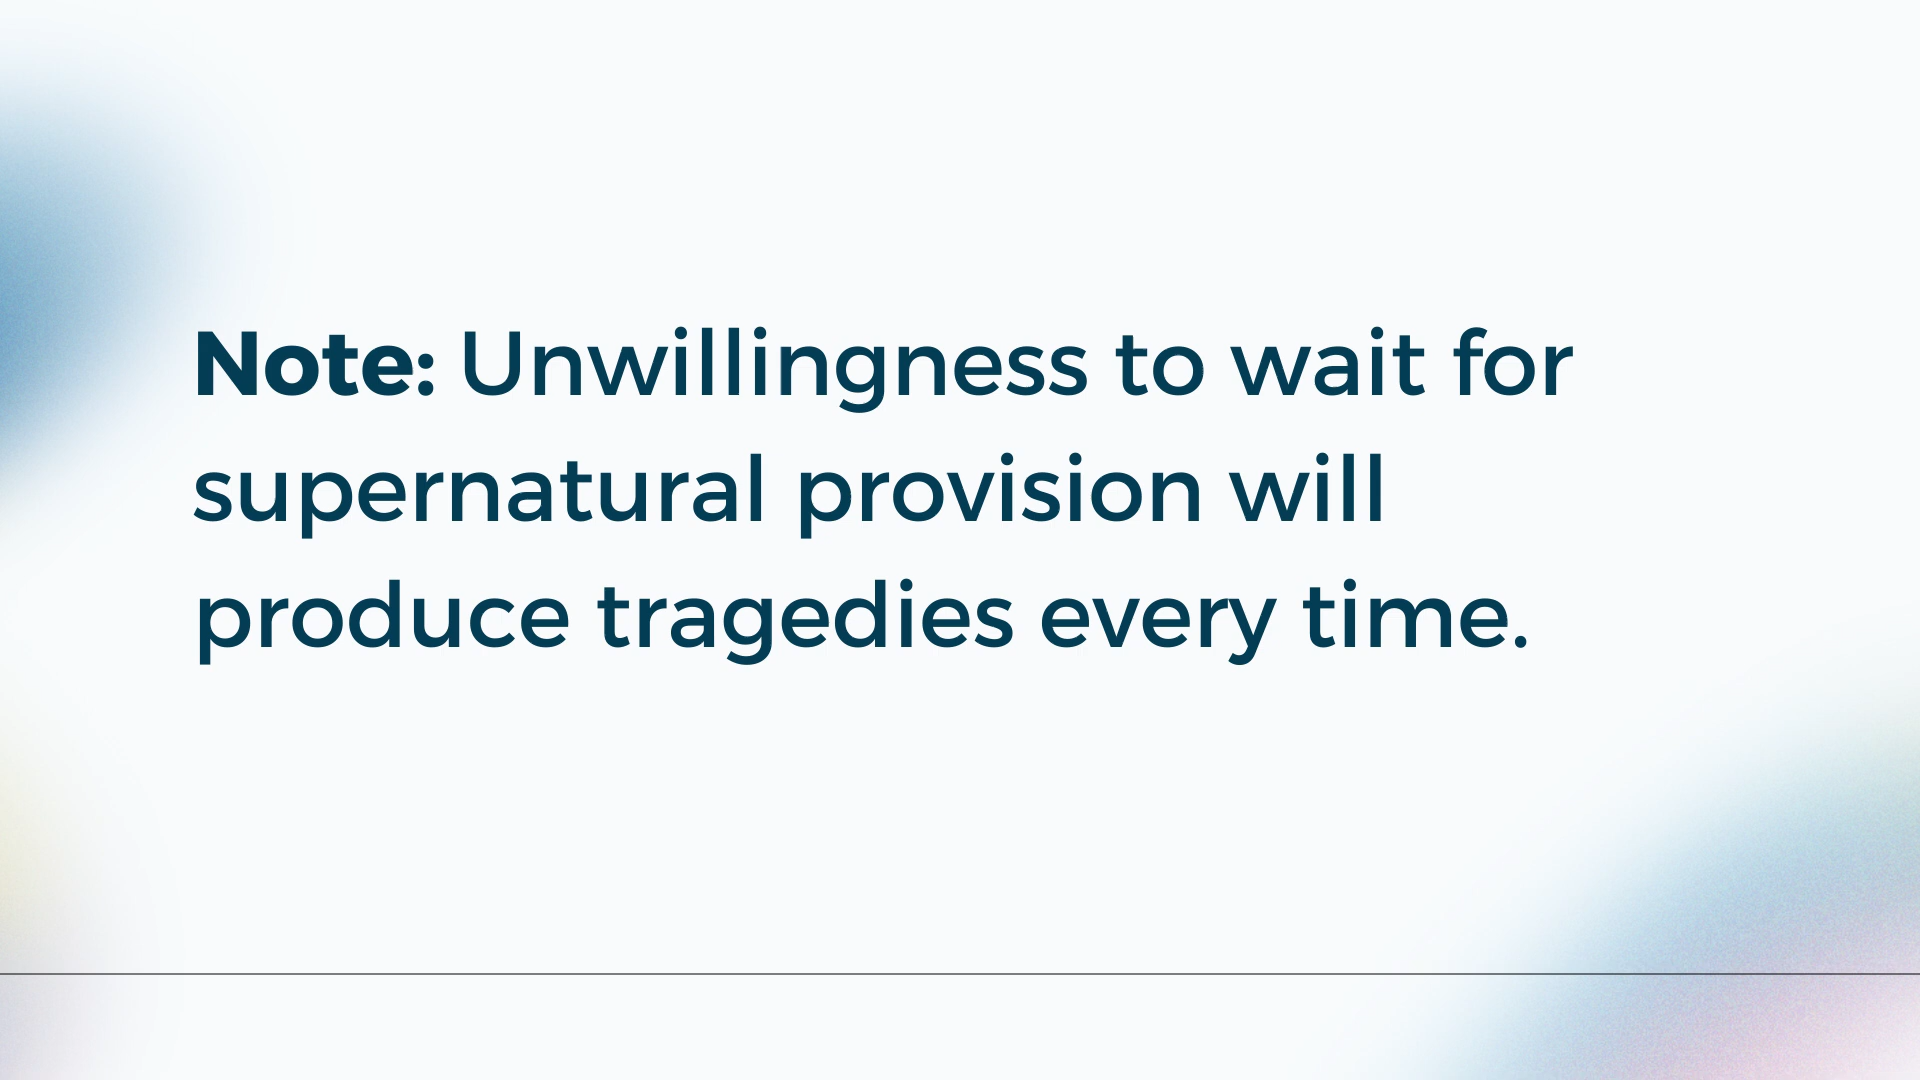 Note: Unwillingness to wait for
supernatural provision will
produce tragedies every time.